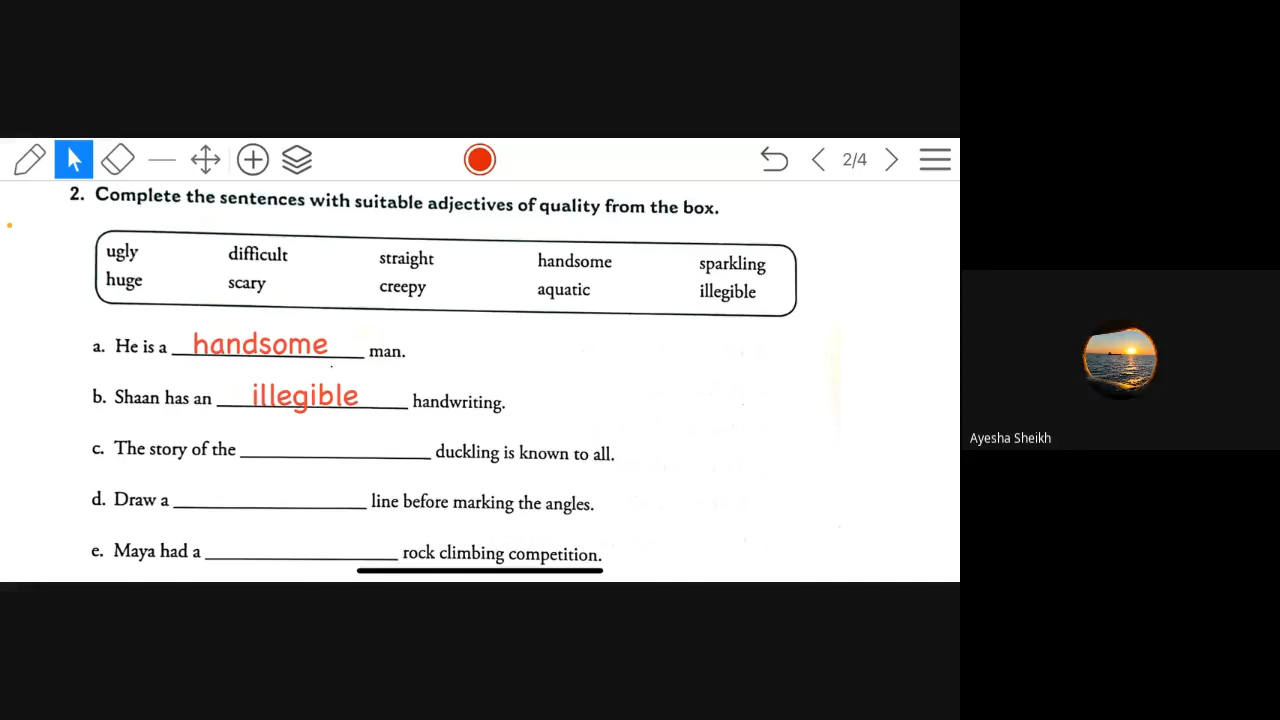 2/4
2. Complete the sentences with suitable adjectives of quality from the box.
ugly difficult straight handsome sparkling
huge scary creepy aquatic illegible
a. He is a handsome man.
b. Shaan has an illegible handwriting.
c. The story of the ____ duckling is known to all.
d. Draw a ____ line before marking the angles.
Ayesha Sheikh
e. Maya had a ____ rock climbing competition.